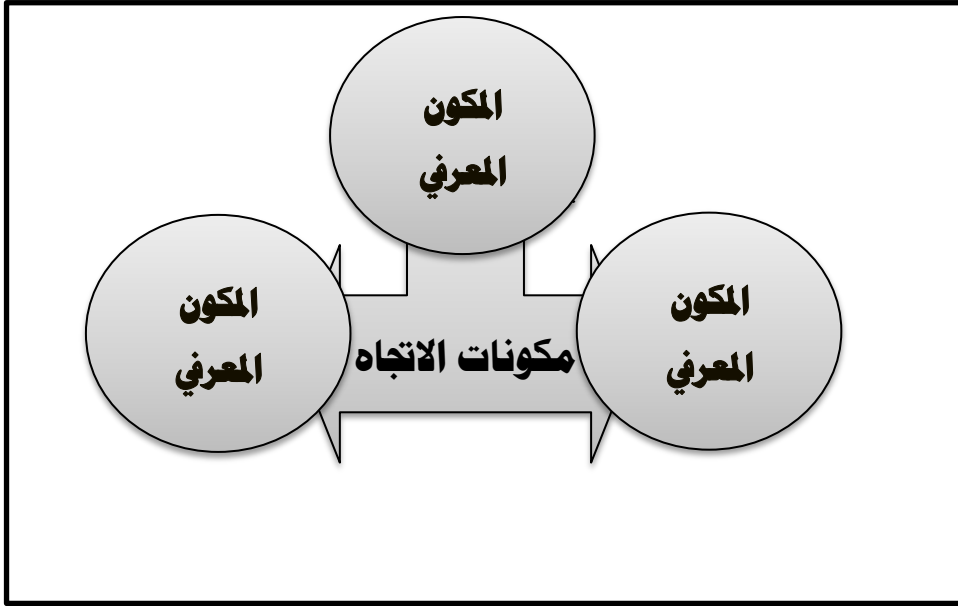 المكون
المعرفي
المكون
المعرفي
مكونات الاتجاه
المكون
المعرفي